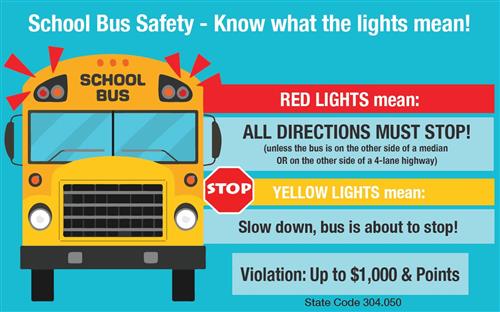 School Bus Safety - Know what the lights mean!
SCHOOL
BUS
RED LIGHTS mean:
ALL DIRECTIONS MUST STOP!
(unless the bus is on the other side of a median
OR on the other side of a 4-lane highway)
STOP
YELLOW LIGHTS mean:
Slow down, bus is about to stop!
Violation: Up to $1,000 & Points
State Code 304.050